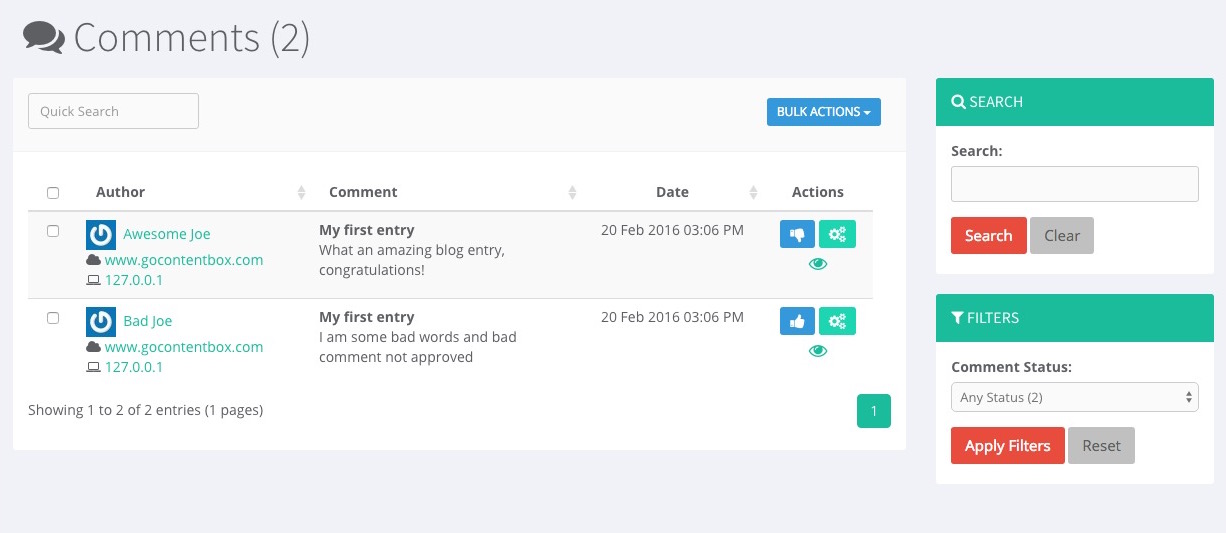 Comments (2)
Quick Search
BULK ACTIONS
Author Comment Date Actions
Awesome Joe
www.gocontentbox.com
127.0.0.1
My first entry
What an amazing blog entry,
congratulations!
20 Feb 2016 03:06 PM
Bad Joe
www.gocontentbox.com
127.0.0.1
My first entry
I am some bad words and bad
comment not approved
20 Feb 2016 03:06 PM
Showing 1 to 2 of 2 entries (1 pages)
1
SEARCH
Search:
Search Clear
FILTERS
Comment Status:
Any Status (2)
Apply Filters Reset